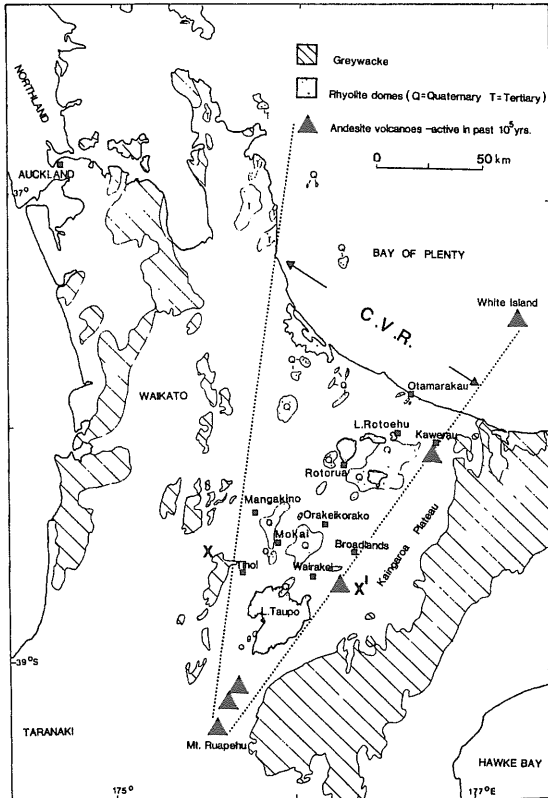 Greywacke
Rhyolite domes ( Q=Quaternary T=Tertiary )
Andesite volcanoes -active in past 10⁵yrs.
0 50 km
NORTHLAND
AUCKLAND
37°
BAY OF PLENTY
White Island
C.V.R.
WAIKATO
Otamarakau
L.Rotoehu
Kawerau
Rotorua
Mangakino
Orakeikorako
Mokai
Broadlands
Kaingaroa Plateau
X
Tihoi
Wairakei
X'
L.Taupo
39°S
TARANAKI
Mt. Ruapehu
HAWKE BAY
175°
177°E